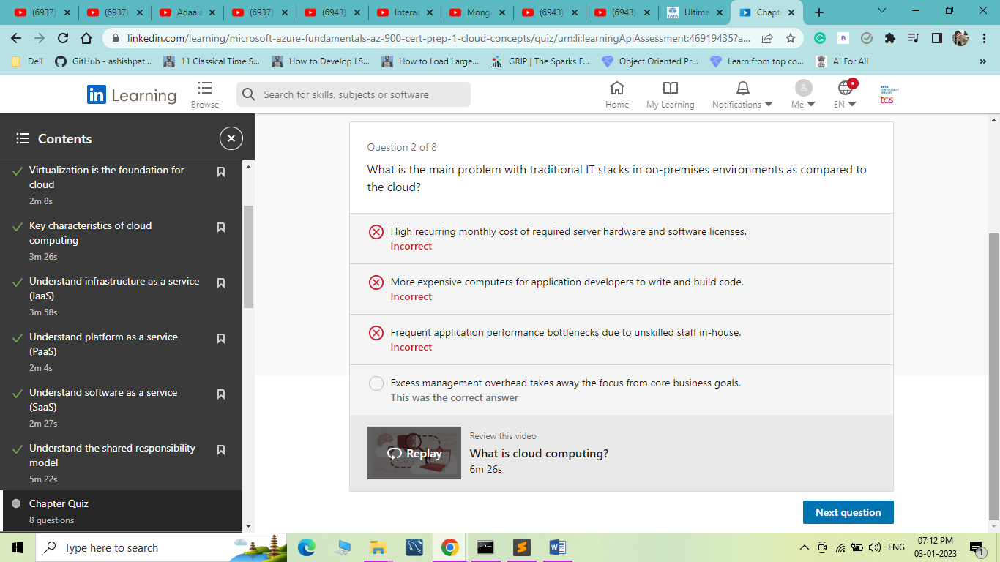 (6937)
(6937)
Adaala
(6937)
(6943)
Interac
Mong
(6943)
(6943)
TATA
Ultima
Chapt
linkedin.com/learning/microsoft-azure-fundamentals-az-900-cert-prep-1-cloud-concepts/quiz/urn:li:learningApiAssessment:46919435?a...
Dell
GitHub - ashishpat...
11 Classical Time S...
How to Develop LS...
How to Load Large...
GRIP | The Sparks F...
Object Oriented Pr...
Learn from top co...
AI For All
»
in Learning
Browse
Search for skills, subjects or software
Home
My Learning
Notifications
Me
EN
TATA
CONSULTANCY
SERVICES
tcs
Contents
Virtualization is the foundation for
cloud
2m 8s
Key characteristics of cloud
computing
3m 26s
Understand infrastructure as a service
(IaaS)
3m 58s
Understand platform as a service
(PaaS)
2m 4s
Understand software as a service
(SaaS)
2m 27s
Understand the shared responsibility
model
5m 22s
Chapter Quiz
8 questions
Question 2 of 8
What is the main problem with traditional IT stacks in on-premises environments as compared to
the cloud?
High recurring monthly cost of required server hardware and software licenses.
Incorrect
More expensive computers for application developers to write and build code.
Incorrect
Frequent application performance bottlenecks due to unskilled staff in-house.
Incorrect
Excess management overhead takes away the focus from core business goals.
This was the correct answer
Replay
Review this video
What is cloud computing?
6m 26s
Next question
Type here to search
ENG
07:12 PM
03-01-2023
1